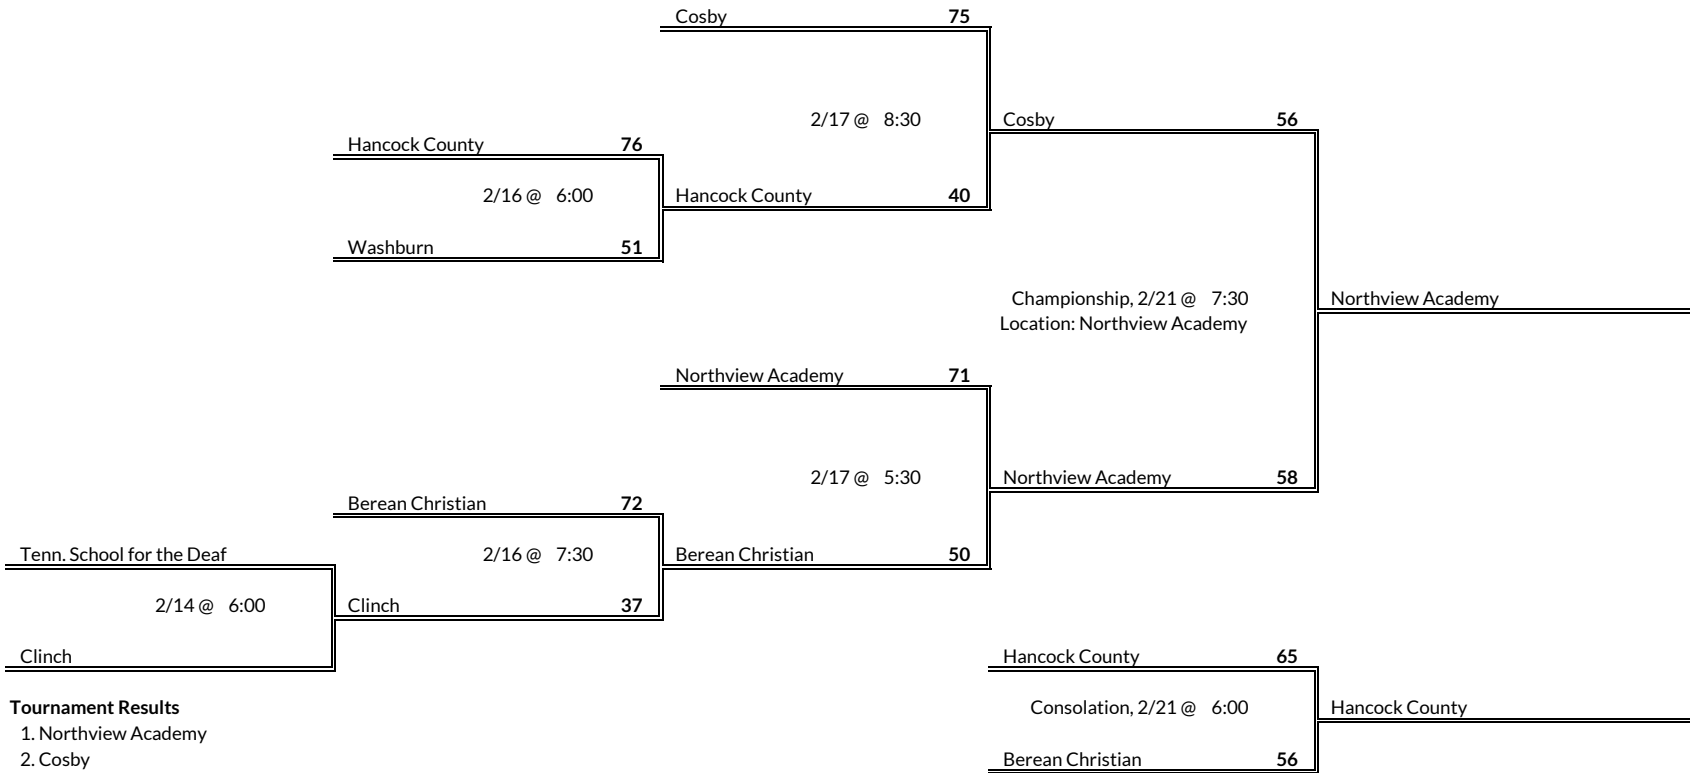 Cosby 75
2/17 @ 8:30
Cosby 56
Hancock County 76
2/16 @ 6:00
Hancock County 40
Washburn 51
Championship, 2/21 @ 7:30
Northview Academy
Location: Northview Academy
Northview Academy 71
2/17 @ 5:30
Northview Academy 58
Berean Christian 72
Tenn. School for the Deaf
2/16 @ 7:30
Berean Christian 50
2/14 @ 6:00
Clinch 37
Clinch
Hancock County 65
Tournament Results
Consolation, 2/21 @ 6:00
Hancock County
1. Northview Academy
2. Cosby
Berean Christian 56